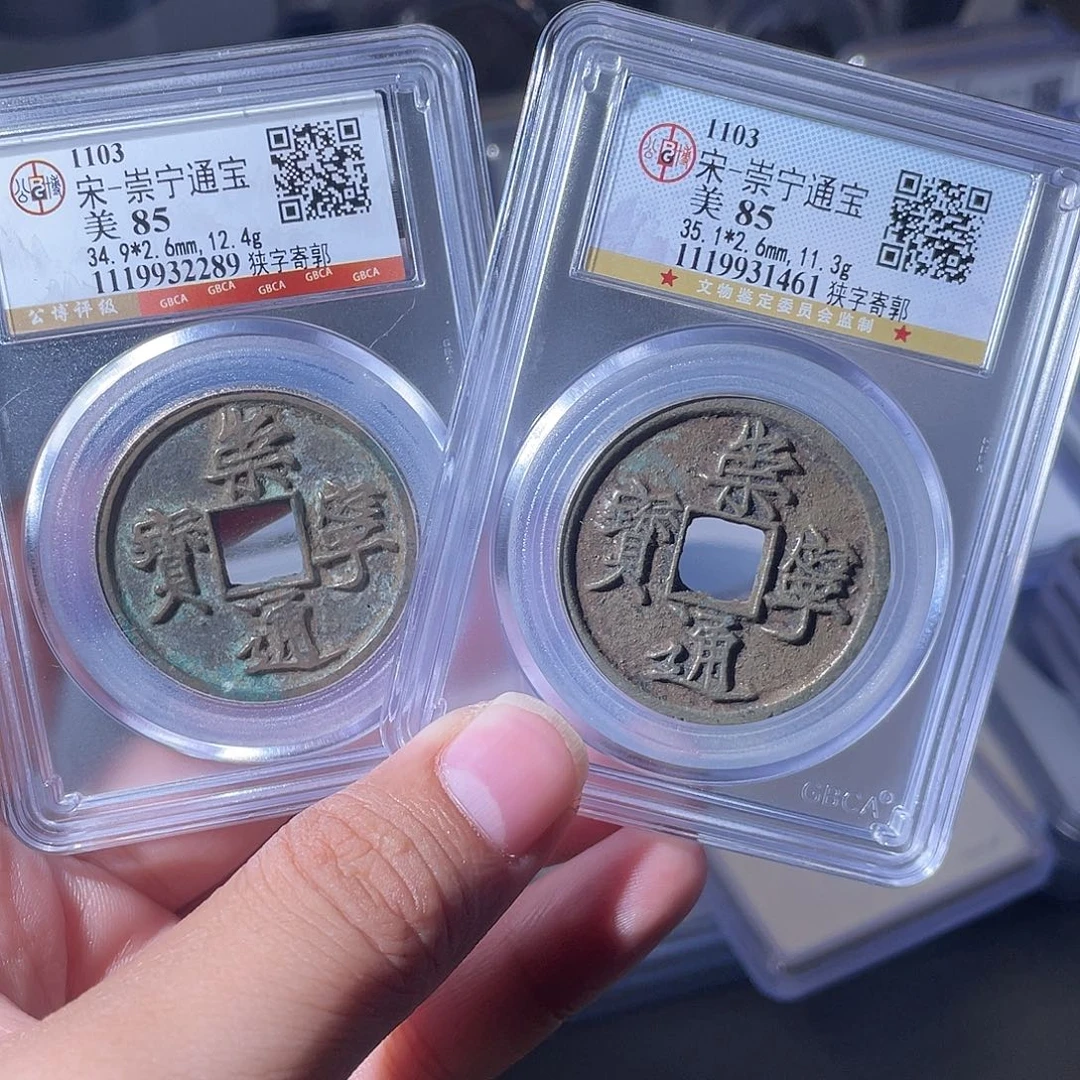 1103
宋-崇宁通宝
美 85
34.9*2.6mm,12.4g
1119932289 狭字寄郭
公博评级 GBCA GBCA GBCA GBCA GBCA
崇
寧
通
寳
1103
宋-崇宁通宝
美 85
35.1*2.6mm,11.3g
1119931461 狭字寄郭
文物鉴定委员会监制
崇
寧
通
寳
GBCA